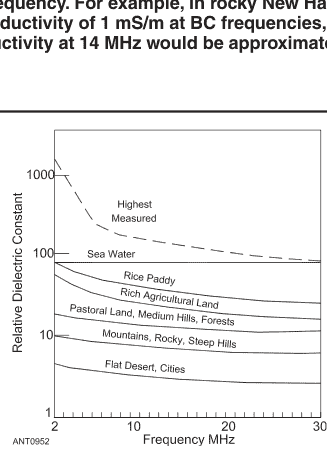 equency. For example, in rocky New Ha
ductivity of 1 mS/m at BC frequencies,
uctivity at 14 MHz would be approximate
Relative Dielectric Constant
1000
Highest
Measured
100
Sea Water
Rice Paddy
Rich Agricultural Land
Pastoral Land, Medium Hills, Forests
10
Mountains, Rocky, Steep Hills
Flat Desert, Cities
1
2 10 20 30
ANT0952
Frequency MHz